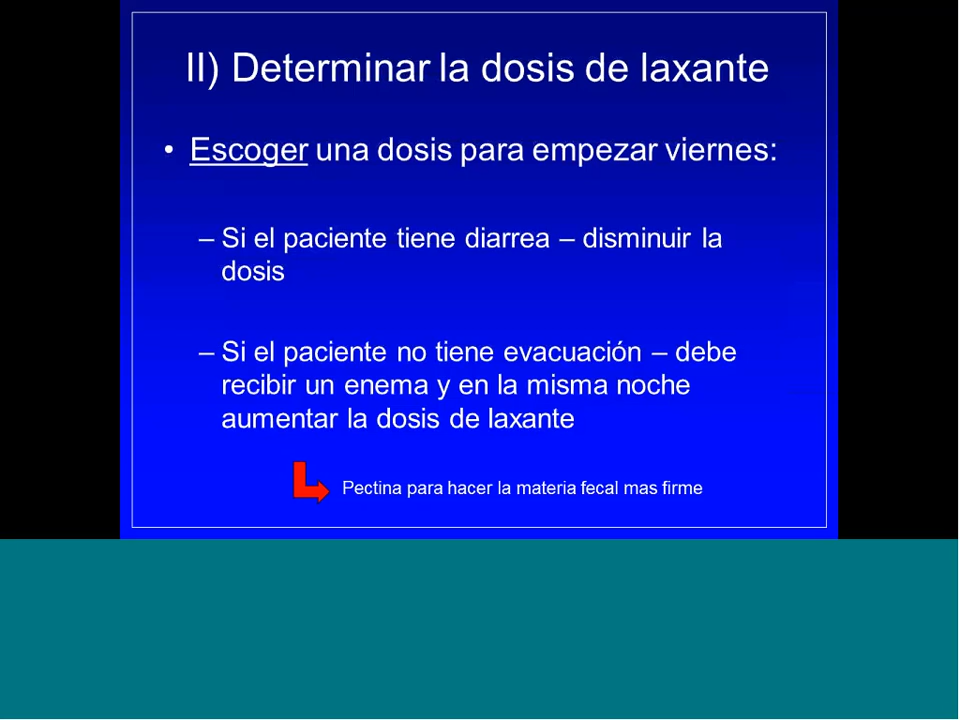 II) Determinar la dosis de laxante
• Escoger una dosis para empezar viernes:
– Si el paciente tiene diarrea – disminuir la
dosis
– Si el paciente no tiene evacuación – debe
recibir un enema y en la misma noche
aumentar la dosis de laxante
Pectina para hacer la materia fecal mas firme